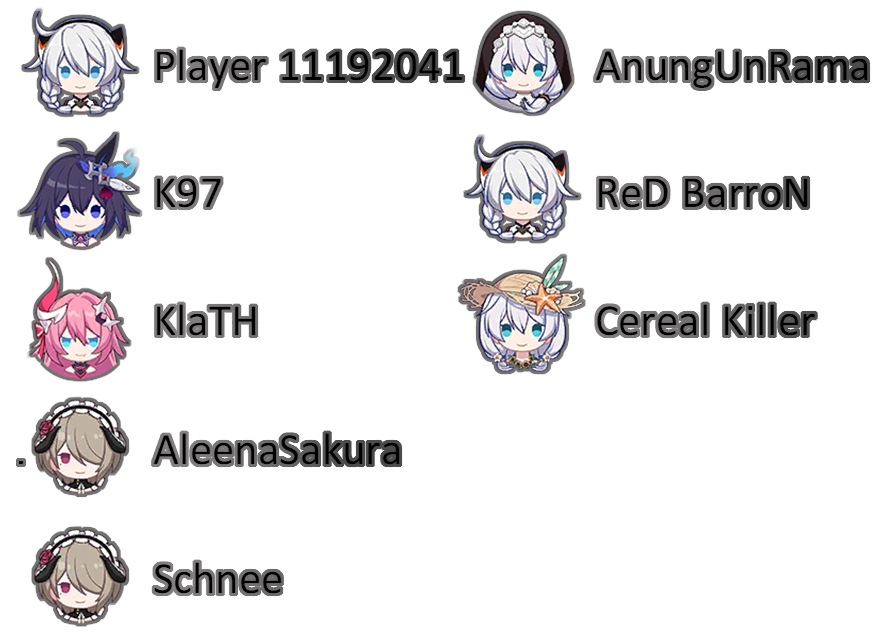 Player 11192041
AnungUnRama
K97
ReD BarroN
KlaTH
Cereal Killer
. AleenaSakura
Schnee